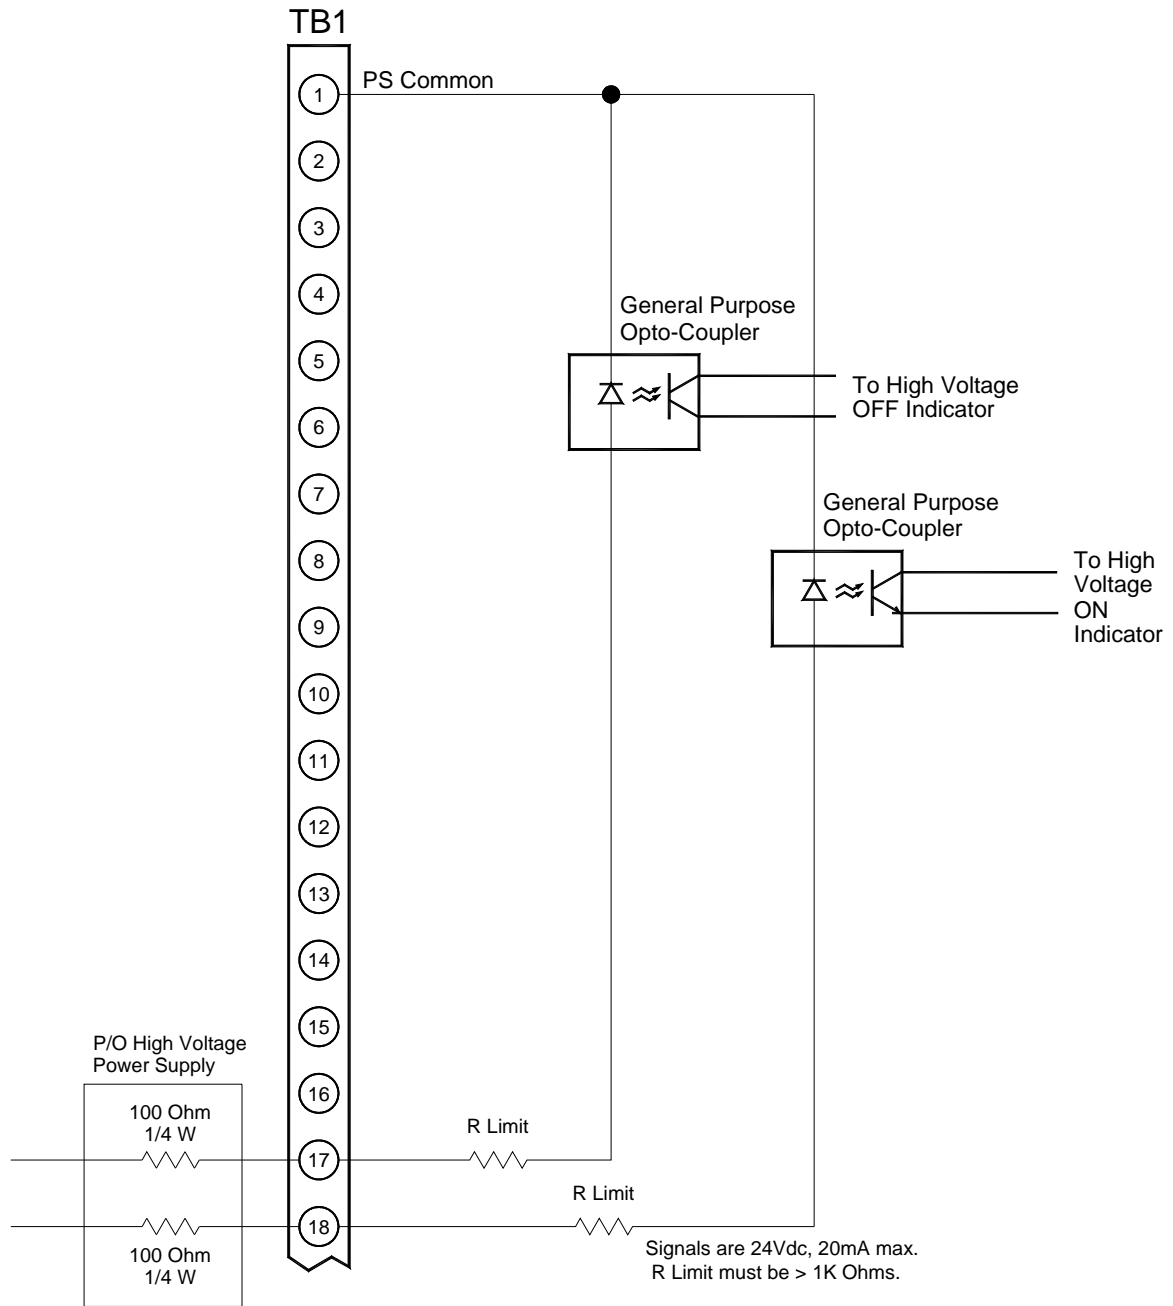 TB1
PS Common
1
2
3
4
5
6
7
8
9
10
11
12
13
14
15
16
17
18
General Purpose
Opto-Coupler
To High Voltage
OFF Indicator
General Purpose
Opto-Coupler
To High
Voltage
ON
Indicator
P/O High Voltage
Power Supply
100 Ohm
1/4 W
R Limit
R Limit
100 Ohm
1/4 W
Signals are 24Vdc, 20mA max.
R Limit must be > 1K Ohms.